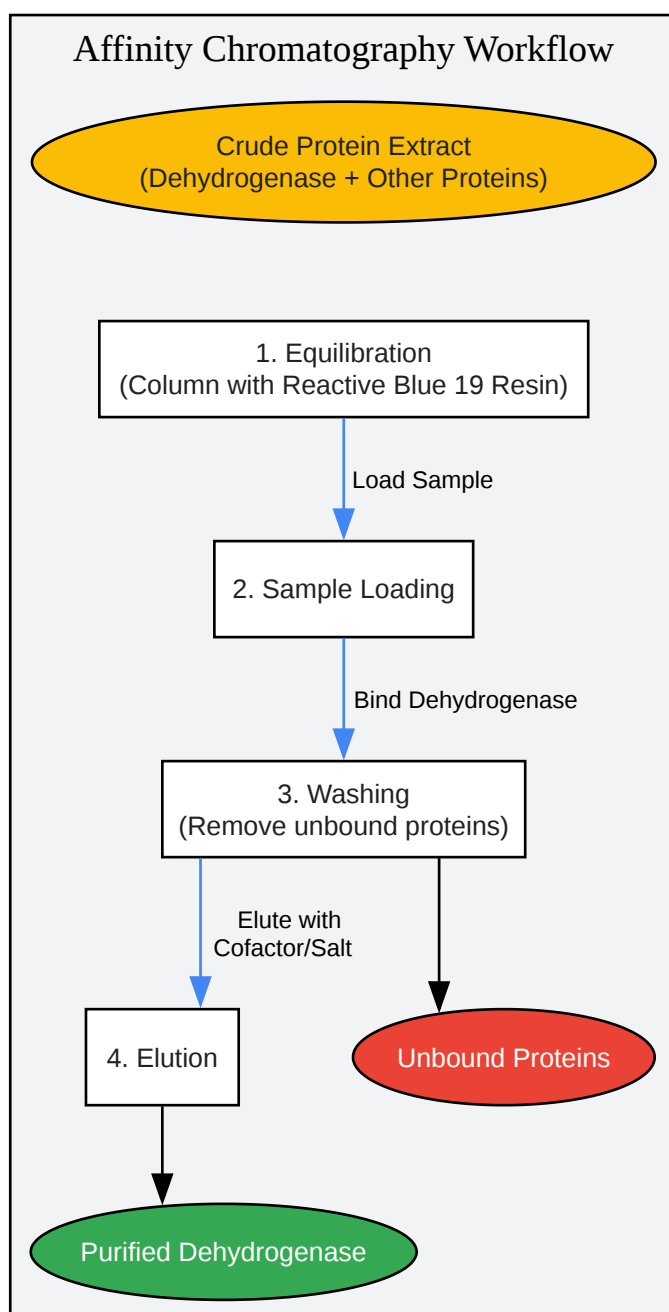 Affinity Chromatography Workflow
Crude Protein Extract
(Dehydrogenase + Other Proteins)
1. Equilibration
(Column with Reactive Blue 19 Resin)
Load Sample
2. Sample Loading
Bind Dehydrogenase
3. Washing
(Remove unbound proteins)
Elute with
Cofactor/Salt
4. Elution
Unbound Proteins
Purified Dehydrogenase